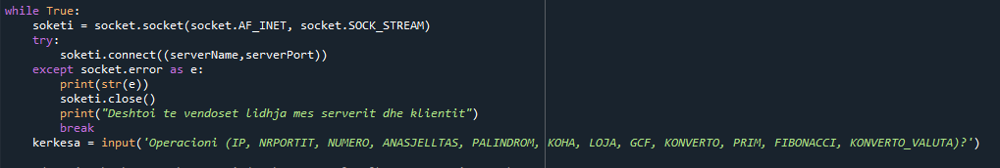 while True:
    soketi = socket.socket(socket.AF_INET, socket.SOCK_STREAM)
    try:
        soketi.connect((serverName,serverPort))
    except socket.error as e:
        print(str(e))
        soketi.close()
        print("Deshtoi te vendoset lidhja mes serverit dhe klientit")
        break
    kerkesa = input('Operacioni (IP, NRPORTIT, NUMERO, ANASJELLTAS, PALINDROM, KOHA, LOJA, GCF, KONVERTO, PRIM, FIBONACCI, KONVERTO_VALUTA)?')